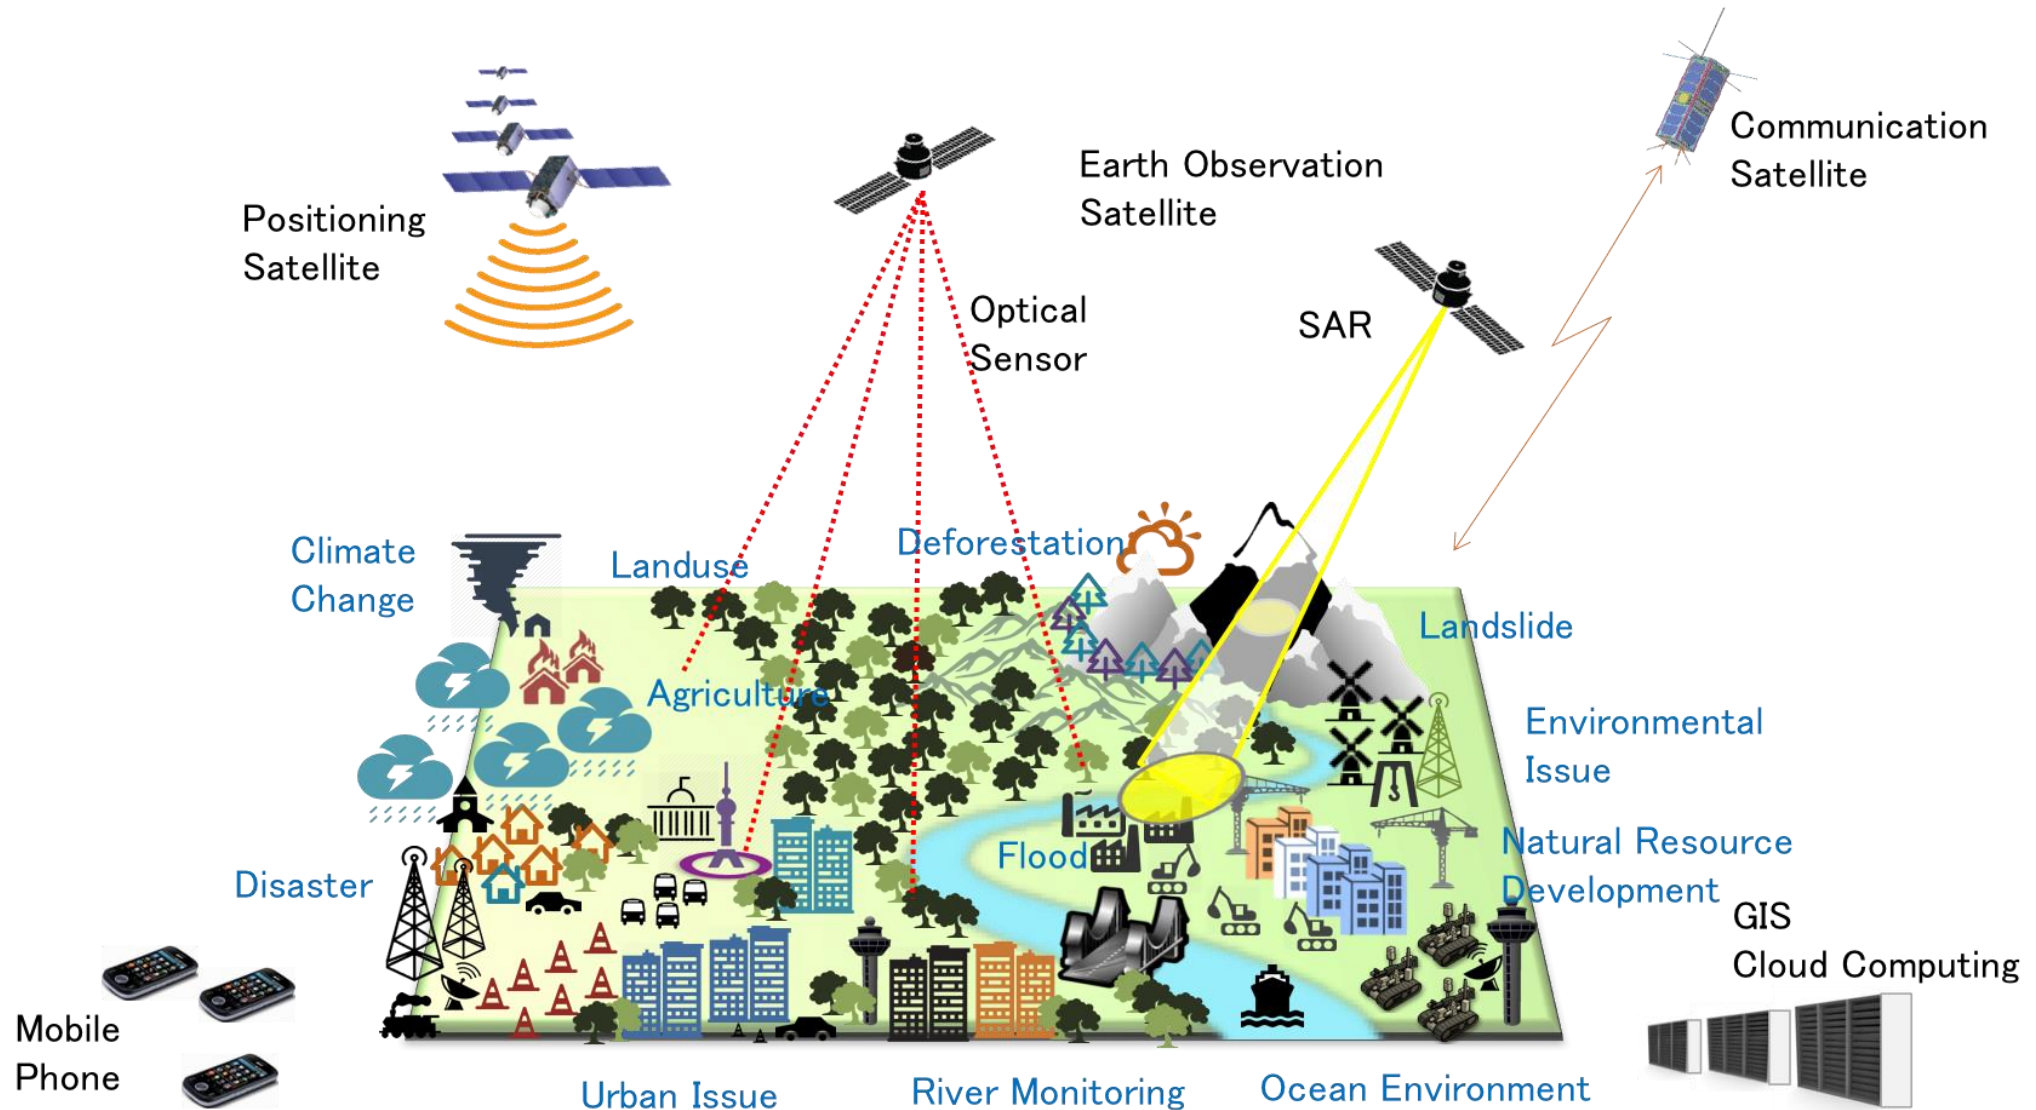 Communication
Satellite
Earth Observation
Satellite
Positioning
Satellite
Optical
Sensor
SAR
Climate
Change
Landuse
Deforestation
Landslide
Agriculture
Environmental
Issue
Flood
Natural Resource
Development
Disaster
GIS
Cloud Computing
Mobile
Phone
Urban Issue
River Monitoring
Ocean Environment